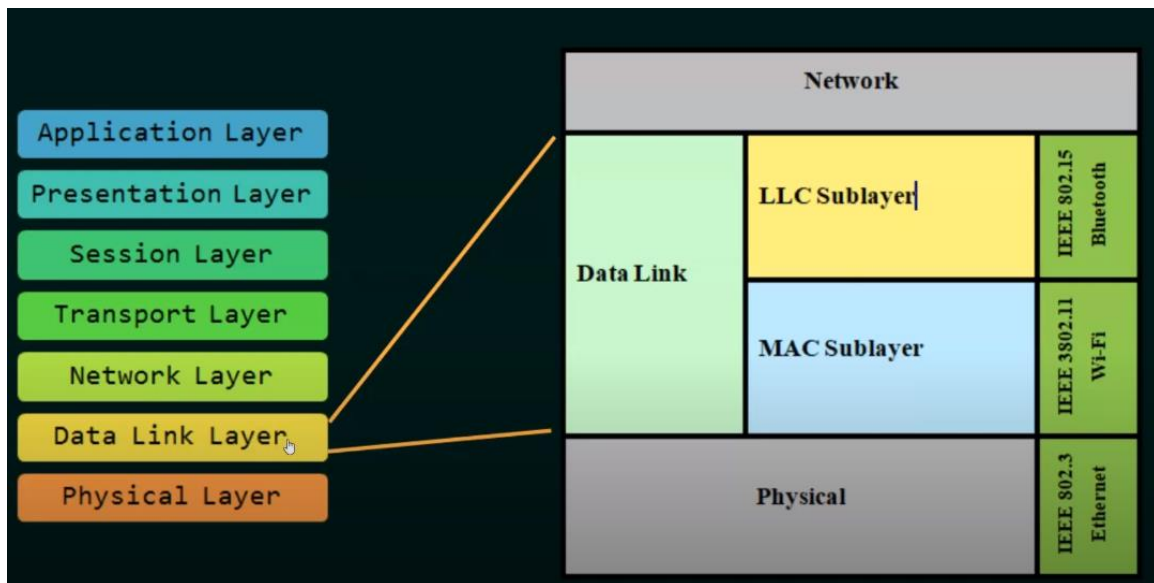 Application Layer
Presentation Layer
Session Layer
Transport Layer
Network Layer
Data Link Layer
Physical Layer
Network
Data Link
LLC Sublayer
MAC Sublayer
Physical
IEEE 802.15
Bluetooth
IEEE 3802.11
Wi-Fi
IEEE 802.3
Ethernet